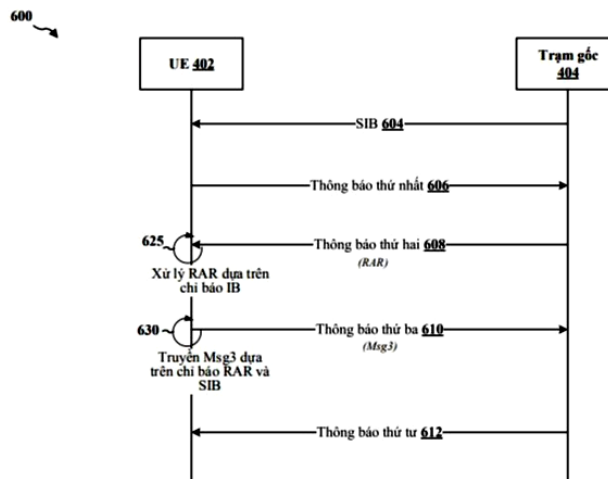 600
UE 402
Trạm gốc
404
SIB 604
Thông báo thứ nhất 606
625
Thông báo thứ hai 608
(RAR)
Xử lý RAR dựa trên
chỉ báo IB
630
Thông báo thứ ba 610
(Msg3)
Truyền Msg3 dựa
trên chỉ báo RAR và
SIB
Thông báo thứ tư 612